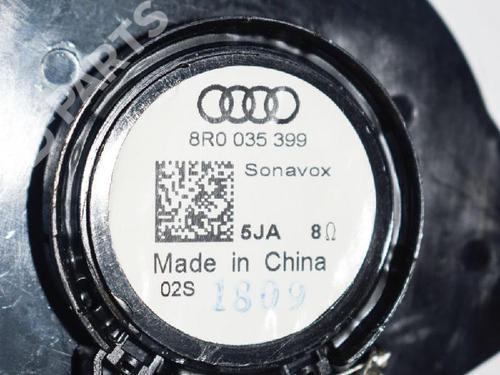 PARTS
8R0 035 399
Sonavox
5JA 8Ω
Made in China
02S 1809